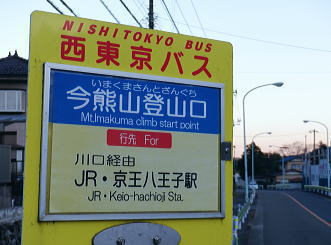 NISHITOKYO BUS
西東京バス
いまくまさんとざんぐち
今熊山登山口
Mt.Imakuma climb start point
行先 For
川口経由
JR・京王八王子駅
JR・Keio-hachioji Sta.